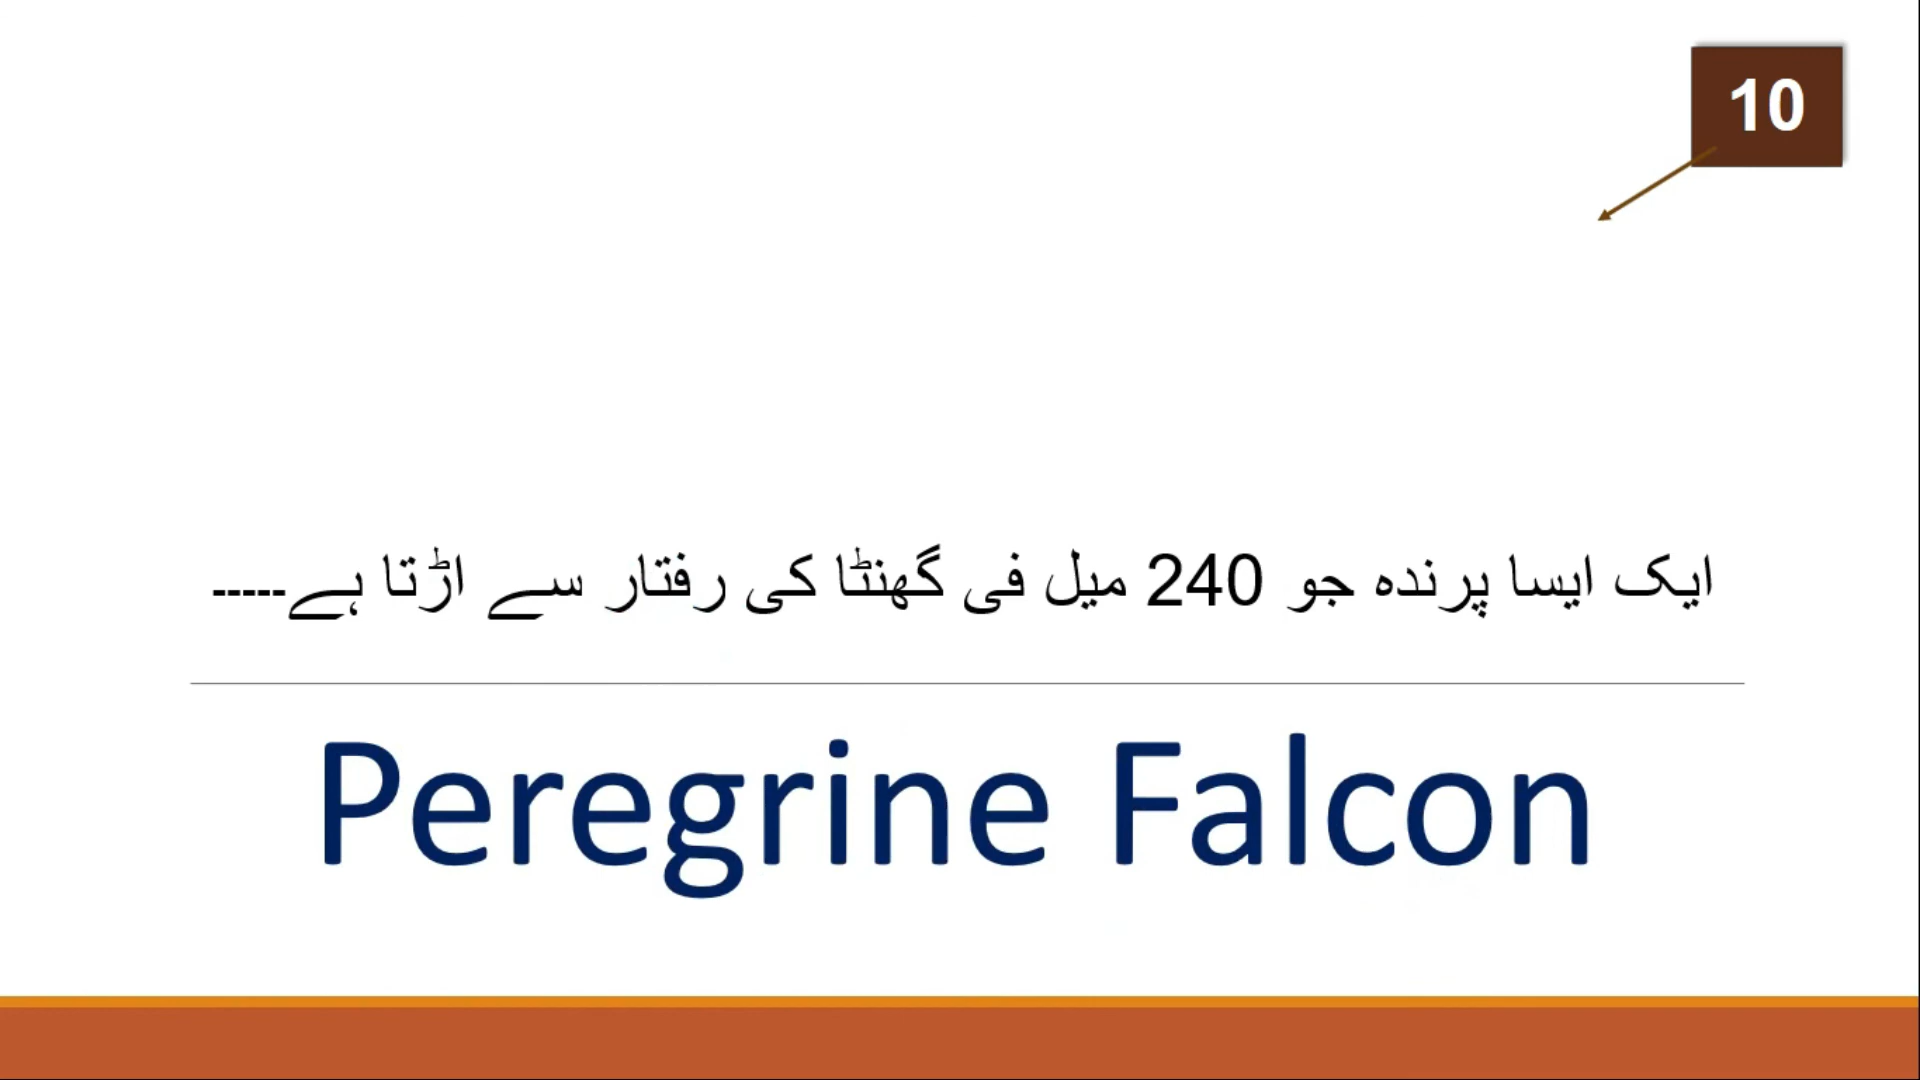 10
ایک ایسا پرندہ جو 240 میل فی گھنٹا کی رفتار سے اڑتا ہے-----
Peregrine Falcon